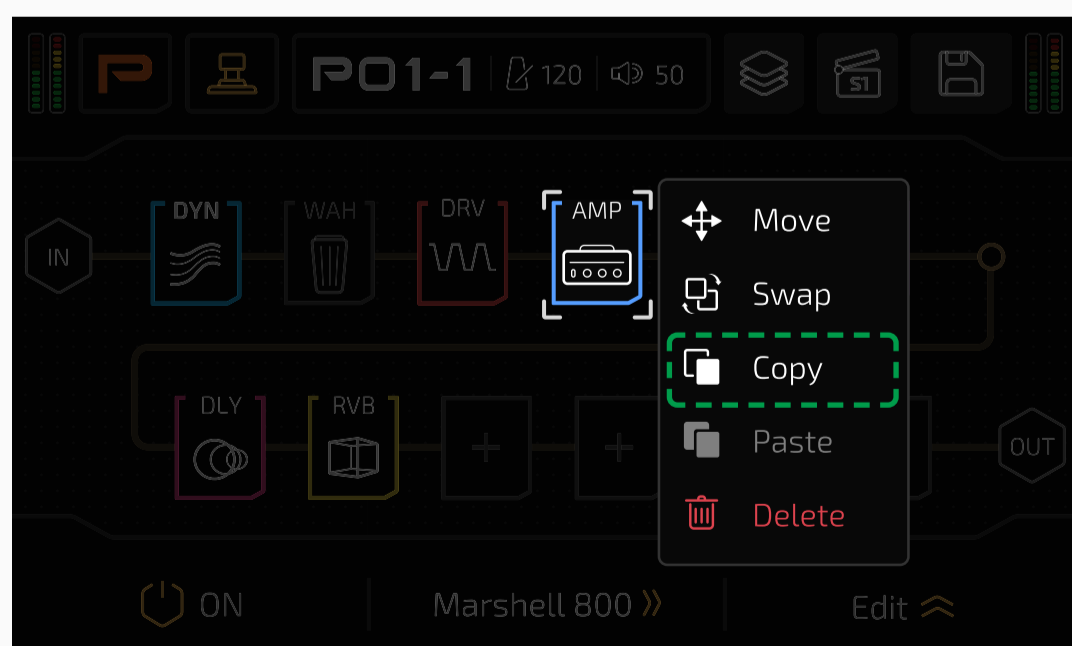 P01-1 120 50 S1
DYN WAH DRV AMP
IN
Move
Swap
Copy
Paste
Delete
DLY RVB
OUT
ON Marshell 800 Edit